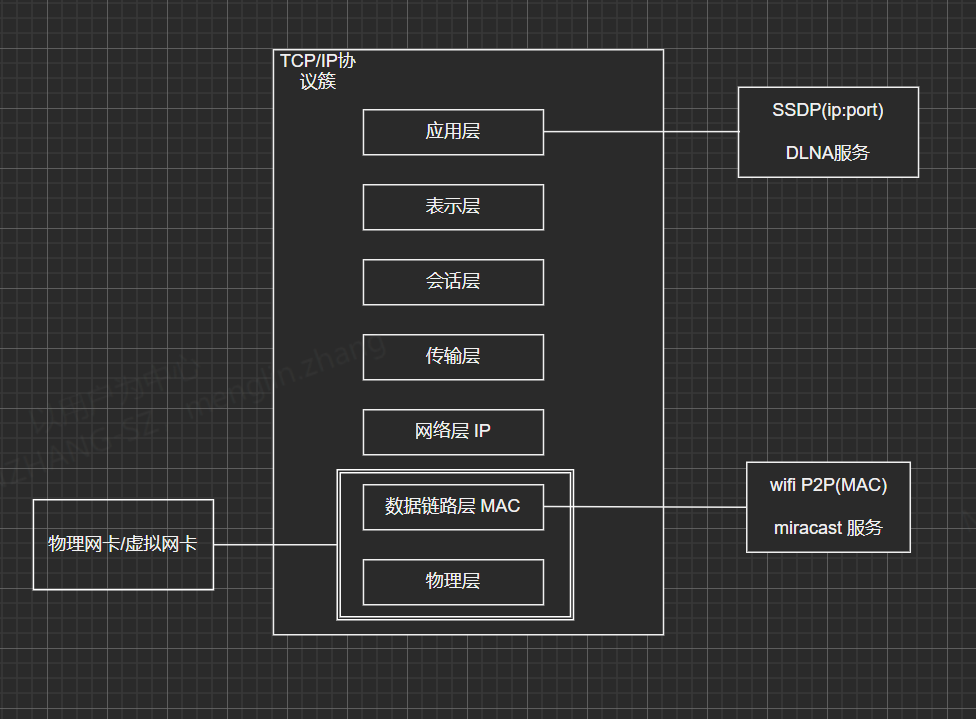 TCP/IP协
议簇
应用层
SSDP(ip:port)
DLNA服务
表示层
会话层
传输层
网络层 IP
数据链路层 MAC
wifi P2P(MAC)
miracast 服务
物理网卡/虚拟网卡
物理层
menglin.zhang